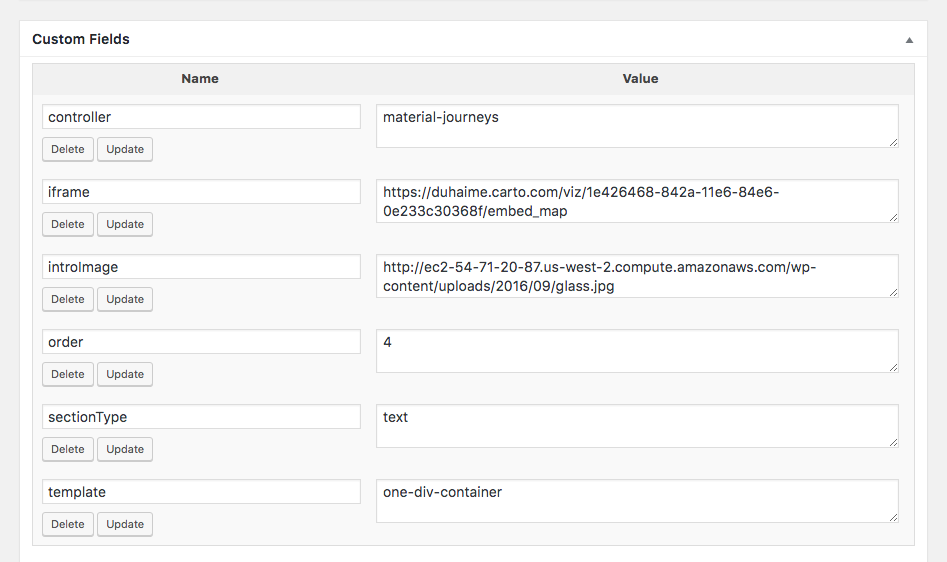 Custom Fields
Name Value
controller material-journeys
Delete Update
iframe https://duhaime.carto.com/viz/1e426468-842a-11e6-84e6-
0e233c30368f/embed_map
Delete Update
introImage http://ec2-54-71-20-87.us-west-2.compute.amazonaws.com/wp-
content/uploads/2016/09/glass.jpg
Delete Update
order 4
Delete Update
sectionType text
Delete Update
template one-div-container
Delete Update